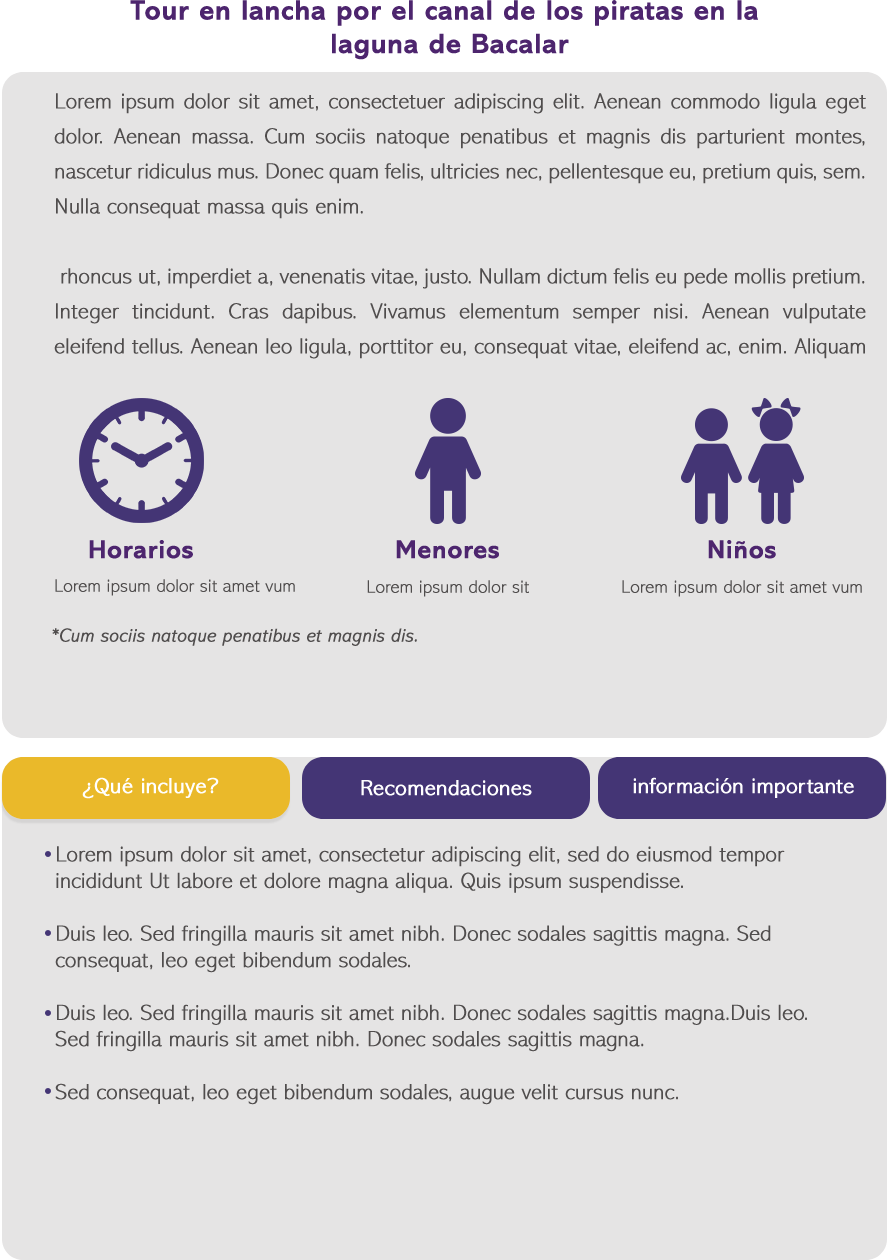 Tour en lancha por el canal de los piratas en la
laguna de Bacalar
Lorem ipsum dolor sit amet, consectetuer adipiscing elit. Aenean commodo ligula eget
dolor. Aenean massa. Cum sociis natoque penatibus et magnis dis parturient montes,
nascetur ridiculus mus. Donec quam felis, ultricies nec, pellentesque eu, pretium quis, sem.
Nulla consequat massa quis enim.
rhoncus ut, imperdiet a, venenatis vitae, justo. Nullam dictum felis eu pede mollis pretium.
Integer tincidunt. Cras dapibus. Vivamus elementum semper nisi. Aenean vulputate
eleifend tellus. Aenean leo ligula, porttitor eu, consequat vitae, eleifend ac, enim. Aliquam
Horarios
Lorem ipsum dolor sit amet vum
Menores
Lorem ipsum dolor sit
Niños
Lorem ipsum dolor sit amet vum
*Cum sociis natoque penatibus et magnis dis.
¿Qué incluye?
Recomendaciones
información importante
•Lorem ipsum dolor sit amet, consectetur adipiscing elit, sed do eiusmod tempor
incididunt Ut labore et dolore magna aliqua. Quis ipsum suspendisse.
•Duis leo. Sed fringilla mauris sit amet nibh. Donec sodales sagittis magna. Sed
consequat, leo eget bibendum sodales.
•Duis leo. Sed fringilla mauris sit amet nibh. Donec sodales sagittis magna.Duis leo.
Sed fringilla mauris sit amet nibh. Donec sodales sagittis magna.
•Sed consequat, leo eget bibendum sodales, augue velit cursus nunc.